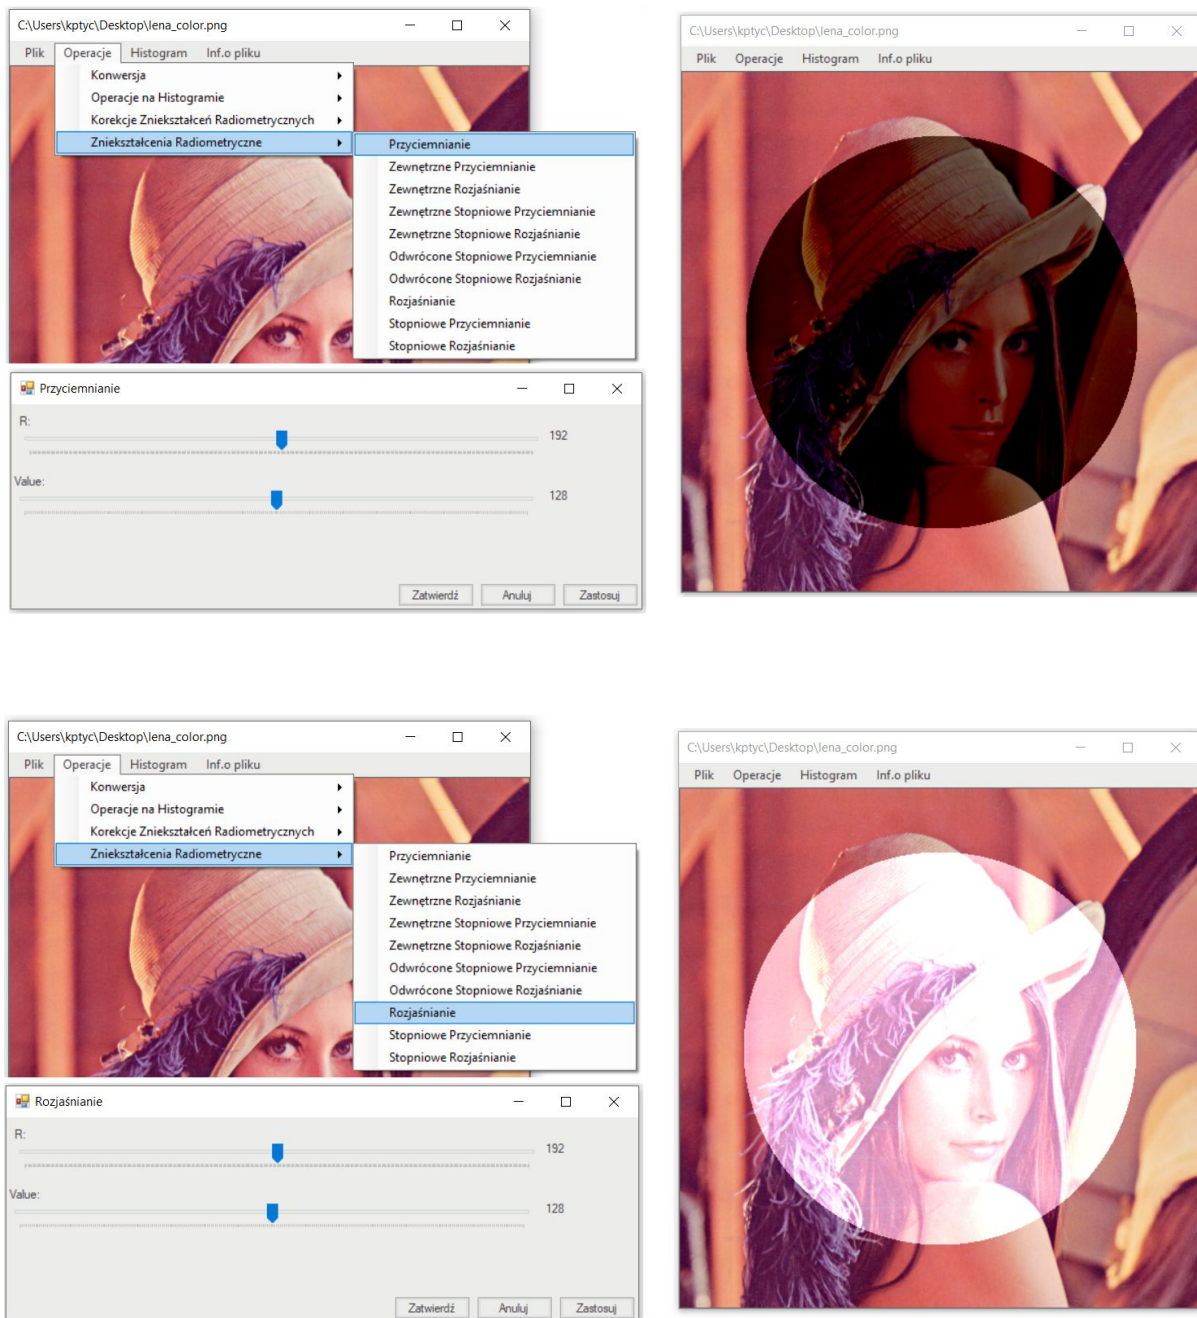 C:\Users\kptyc\Desktop\lena_color.png
Plik Operacje Histogram Inf.o pliku
Konwersja
Operacje na Histogramie
Korekcje Zniekształceń Radiometrycznych
Zniekształcenia Radiometryczne
Przyciemnianie
Zewnętrzne Przyciemnianie
Zewnętrzne Rozjaśnianie
Zewnętrzne Stopniowe Przyciemnianie
Zewnętrzne Stopniowe Rozjaśnianie
Odwrócone Stopniowe Przyciemnianie
Odwrócone Stopniowe Rozjaśnianie
Rozjaśnianie
Stopniowe Przyciemnianie
Stopniowe Rozjaśnianie
Przyciemnianie
R:
192
Value:
128
Zatwierdź Anuluj Zastosuj
C:\Users\kptyc\Desktop\lena_color.png
Plik Operacje Histogram Inf.o pliku
C:\Users\kptyc\Desktop\lena_color.png
Plik Operacje Histogram Inf.o pliku
Konwersja
Operacje na Histogramie
Korekcje Zniekształceń Radiometrycznych
Zniekształcenia Radiometryczne
Przyciemnianie
Zewnętrzne Przyciemnianie
Zewnętrzne Rozjaśnianie
Zewnętrzne Stopniowe Przyciemnianie
Zewnętrzne Stopniowe Rozjaśnianie
Odwrócone Stopniowe Przyciemnianie
Odwrócone Stopniowe Rozjaśnianie
Rozjaśnianie
Stopniowe Przyciemnianie
Stopniowe Rozjaśnianie
Rozjaśnianie
R:
192
Value:
128
Zatwierdź Anuluj Zastosuj
C:\Users\kptyc\Desktop\lena_color.png
Plik Operacje Histogram Inf.o pliku